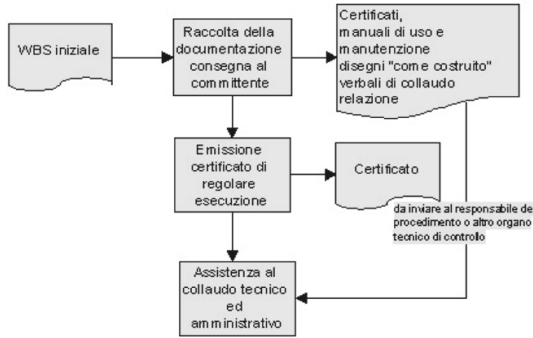 WBS iniziale
Raccolta della
documentazione
consegna al
committente
Certificati,
manuali di uso e
manutenzione
disegni "come costruito"
verbali di collaudo
relazione
Emissione
certificato di
regolare
esecuzione
Certificato
da inviare al responsabile de
procedimento o altro organo
tecnico di controllo
Assistenza al
collaudo tecnico
ed
amministrativo